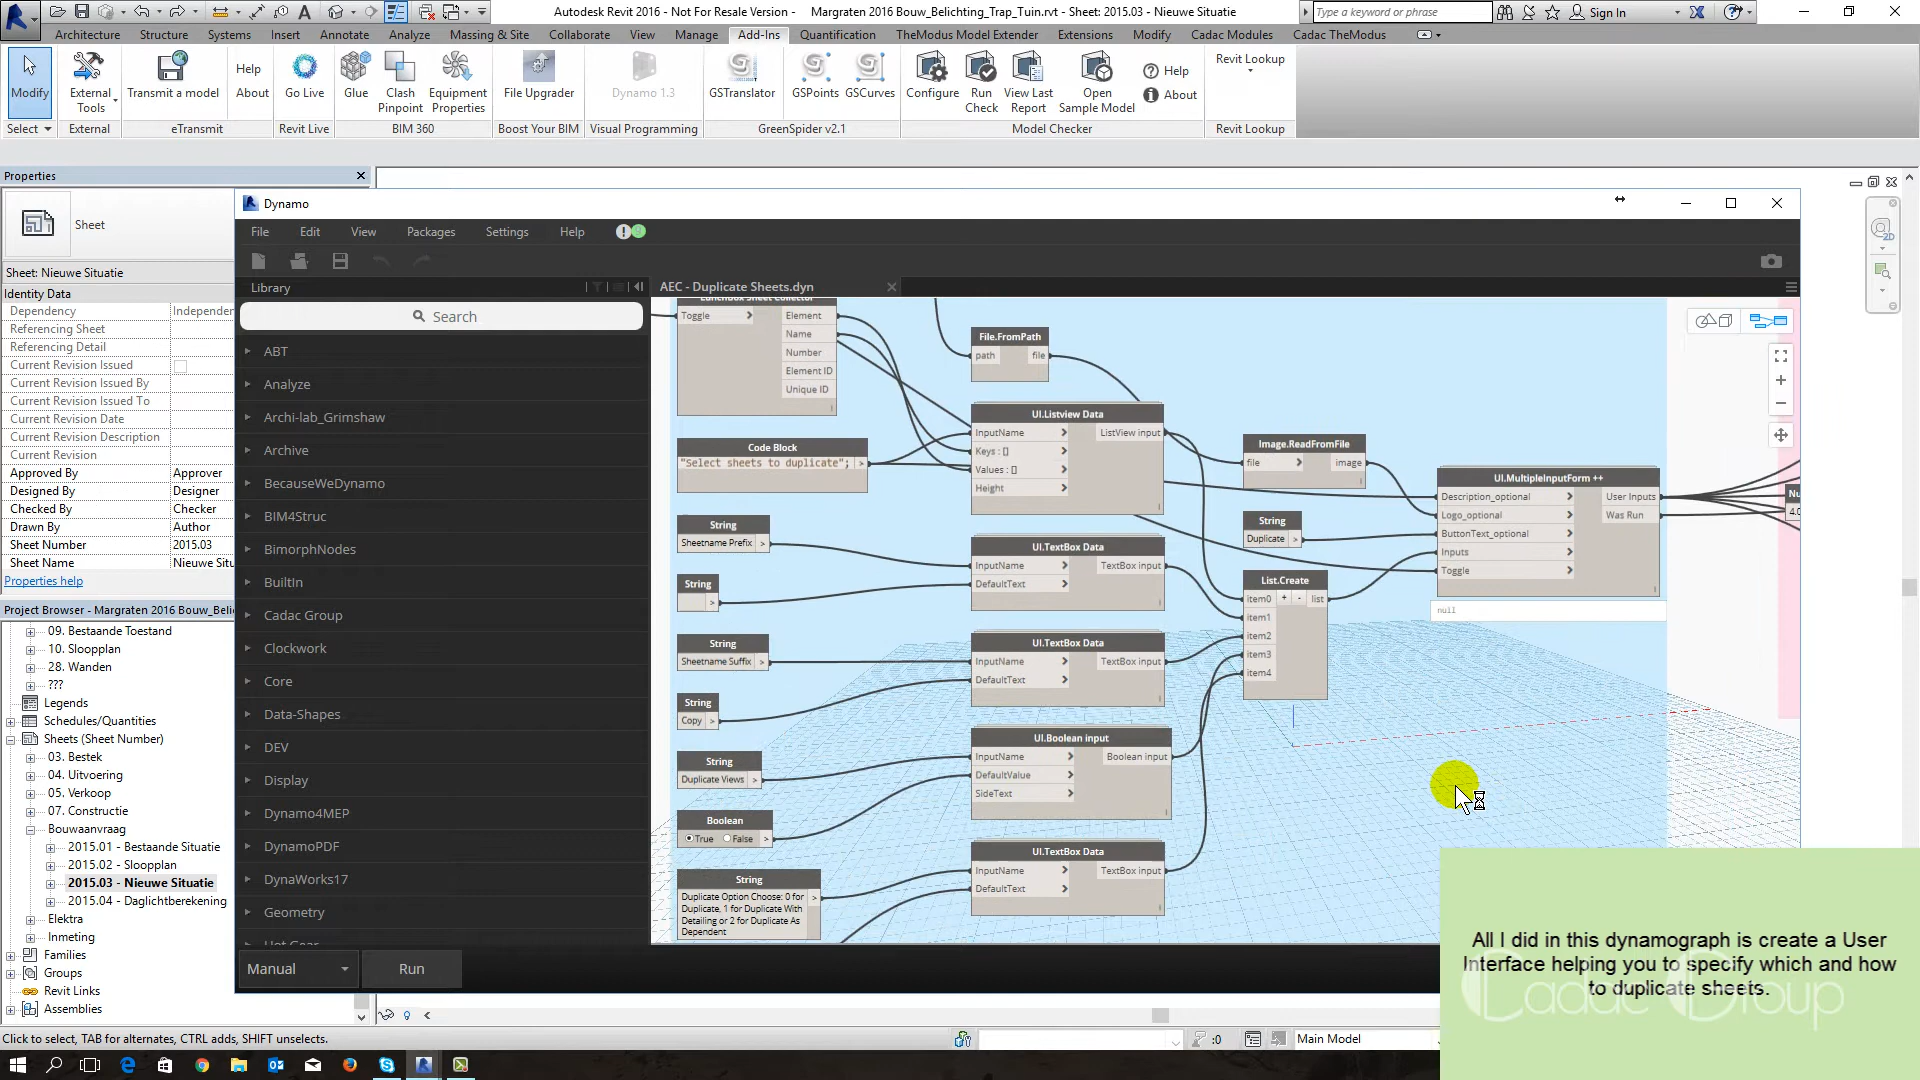 Autodesk Revit 2016 - Not For Resale Version -    Margraten 2016 Bouw_Belichting_Trap_Tuin.rvt - Sheet: 2015.03 - Nieuwe Situatie
Type a keyword or phrase
Sign In
Architecture Structure Systems Insert Annotate Analyze Massing & Site Collaborate View Manage Add-Ins Quantification TheModus Model Extender Extensions Modify Cadac Modules Cadac TheModus
Modify
External Tools
Transmit a model
Help
About
Go Live
Glue
Clash Pinpoint
Equipment Properties
File Upgrader
Dynamo 1.3
GSTranslator
GSPoints
GSCurves
Configure
Run Check
View Last Report
Open Sample Model
Help
About
Revit Lookup
Select
External
eTransmit
Revit Live
BIM 360
Boost Your BIM
Visual Programming
GreenSpider v2.1
Model Checker
Revit Lookup
Properties
Sheet
Sheet: Nieuwe Situatie
Identity Data
Dependency Independen
Referencing Sheet
Referencing Detail
Current Revision Issued
Current Revision Issued By
Current Revision Issued To
Current Revision Date
Current Revision Description
Current Revision
Approved By Approver
Designed By Designer
Checked By Checker
Drawn By Author
Sheet Number 2015.03
Sheet Name Nieuwe Situ
Properties help
Project Browser - Margraten 2016 Bouw_Belic
09. Bestaande Toestand
10. Sloopplan
28. Wanden
???
Legends
Schedules/Quantities
Sheets (Sheet Number)
03. Bestek
04. Uitvoering
05. Verkoop
07. Constructie
Bouwaanvraag
2015.01 - Bestaande Situatie
2015.02 - Sloopplan
2015.03 - Nieuwe Situatie
2015.04 - Daglichtberekening
Elektra
Inmeting
Families
Groups
Revit Links
Assemblies
Dynamo
File Edit View Packages Settings Help
Library
Search
ABT
Analyze
Archi-lab_Grimshaw
Archive
BecauseWeDynamo
BIM4Struc
BimorphNodes
BuiltIn
Cadac Group
Clockwork
Core
Data-Shapes
DEV
Display
Dynamo4MEP
DynamoPDF
DynaWorks17
Geometry
Manual
Run
AEC - Duplicate Sheets.dyn
Toggle > Element
Name
Number
Element ID
Unique ID
Code Block
"Select sheets to duplicate"; >
String
Sheetname Prefix >
String
>
String
Sheetname Suffix >
String
Copy >
String
Duplicate Views >
Boolean
True False >
String
Duplicate Option Choose: 0 for
Duplicate, 1 for Duplicate With
Detailing or 2 for Duplicate As
Dependent
>
File.FromPath
path file
UI.Listview Data
InputName > ListView input
Keys : [] >
Values : [] >
Height >
UI.TextBox Data
InputName > TextBox input
DefaultText >
UI.TextBox Data
InputName > TextBox input
DefaultText >
UI.Boolean input
InputName > Boolean input
DefaultValue >
SideText >
UI.TextBox Data
InputName > TextBox input
DefaultText >
Image.ReadFromFile
file > image
String
Duplicate >
List.Create
item0 + - list
item1
item2
item3
item4
UI.MultipleInputForm ++
Description_optional > User Inputs
Logo_optional > Was Run
ButtonText_optional >
Inputs >
Toggle >
null
All I did in this dynamograph is create a User
Interface helping you to specify which and how
to duplicate sheets.
Cadac Group
Click to select, TAB for alternates, CTRL adds, SHIFT unselects.
:0
Main Model